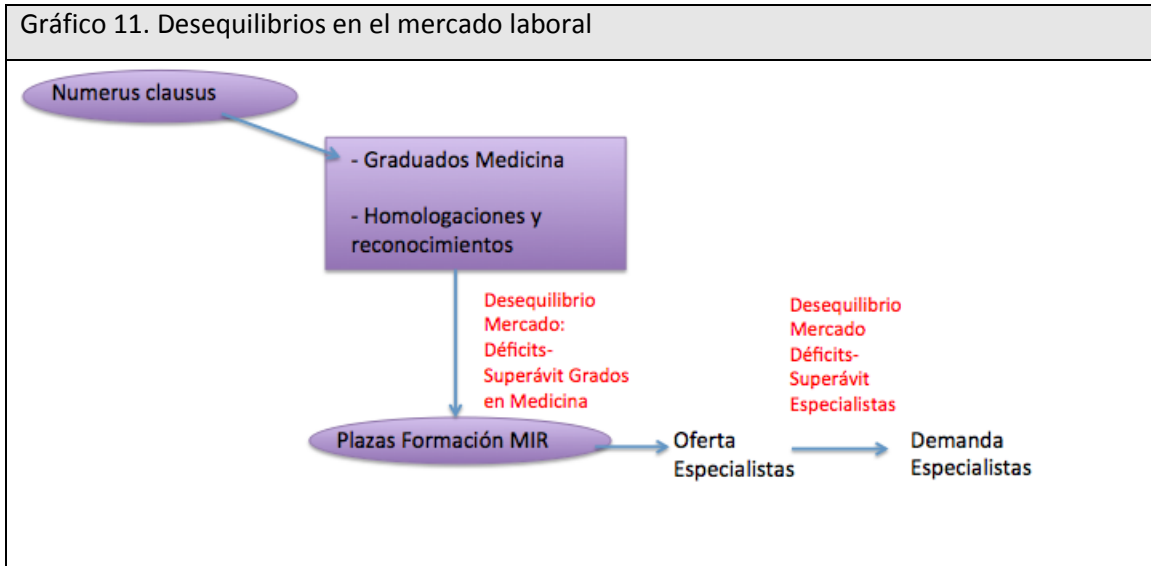 Gráfico 11. Desequilibrios en el mercado laboral
Numerus clausus
- Graduados Medicina
- Homologaciones y
reconocimientos
Desequilibrio
Mercado:
Déficits-
Superávit Grados
en Medicina
Desequilibrio
Mercado
Déficits-
Superávit
Especialistas
Plazas Formación MIR
Oferta
Especialistas
Demanda
Especialistas